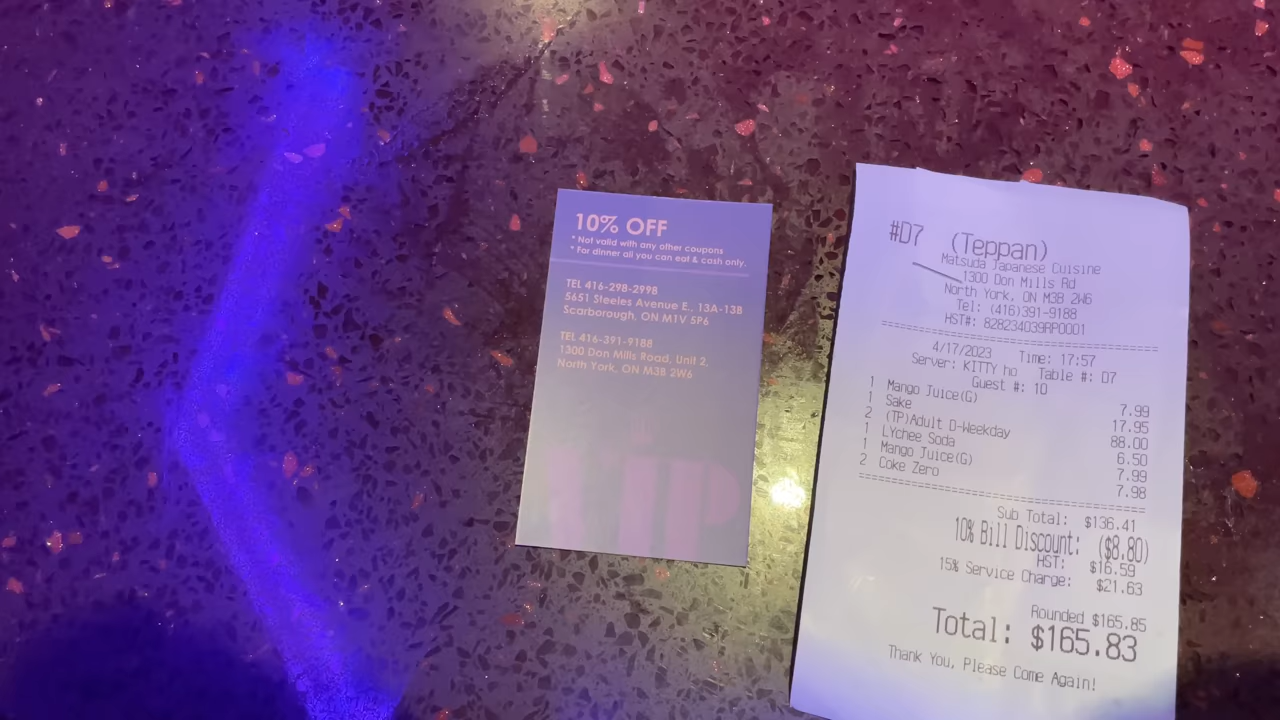 10% OFF
* Not valid with any other coupons
* For dinner all you can eat & cash only.
TEL 416-298-2998
5651 Steeles Avenue E., 13A-13B
Scarborough, ON M1V 5P6
TEL 416-391-9188
1300 Don Mills Road, Unit 2,
North York, ON M3B 2W6
VIP
#D7 (Teppan)
Matsuda Japanese Cuisine
1300 Don Mills Rd
North York, ON M3B 2W6
Tel: (416)391-9188
HST#: 828234039RP0001
4/17/2023 Time: 17:57
Server: KITTY ho Table #: D7
Guest #: 10
1 Mango Juice(G) 7.99
1 Sake 17.95
2 (TP)Adult D-Weekday 88.00
1 LYchee Soda 6.50
1 Mango Juice(G) 7.99
2 Coke Zero 7.98
Sub Total: $136.41
10% Bill Discount: ($8.80)
HST: $16.59
15% Service Charge: $21.63
Rounded $165.85
Total: $165.83
Thank You, Please Come Again!